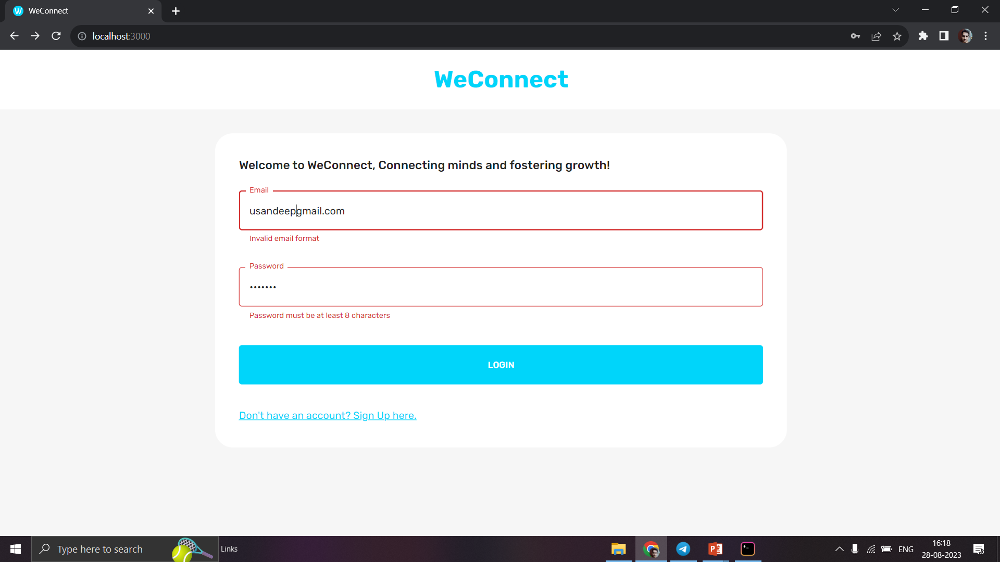 WeConnect
localhost:3000
WeConnect
Welcome to WeConnect, Connecting minds and fostering growth!
Email
usandeepgmail.com
Invalid email format
Password
•••••••
Password must be at least 8 characters
LOGIN
Don't have an account? Sign Up here.
Type here to search
Links
ENG
16:18
28-08-2023